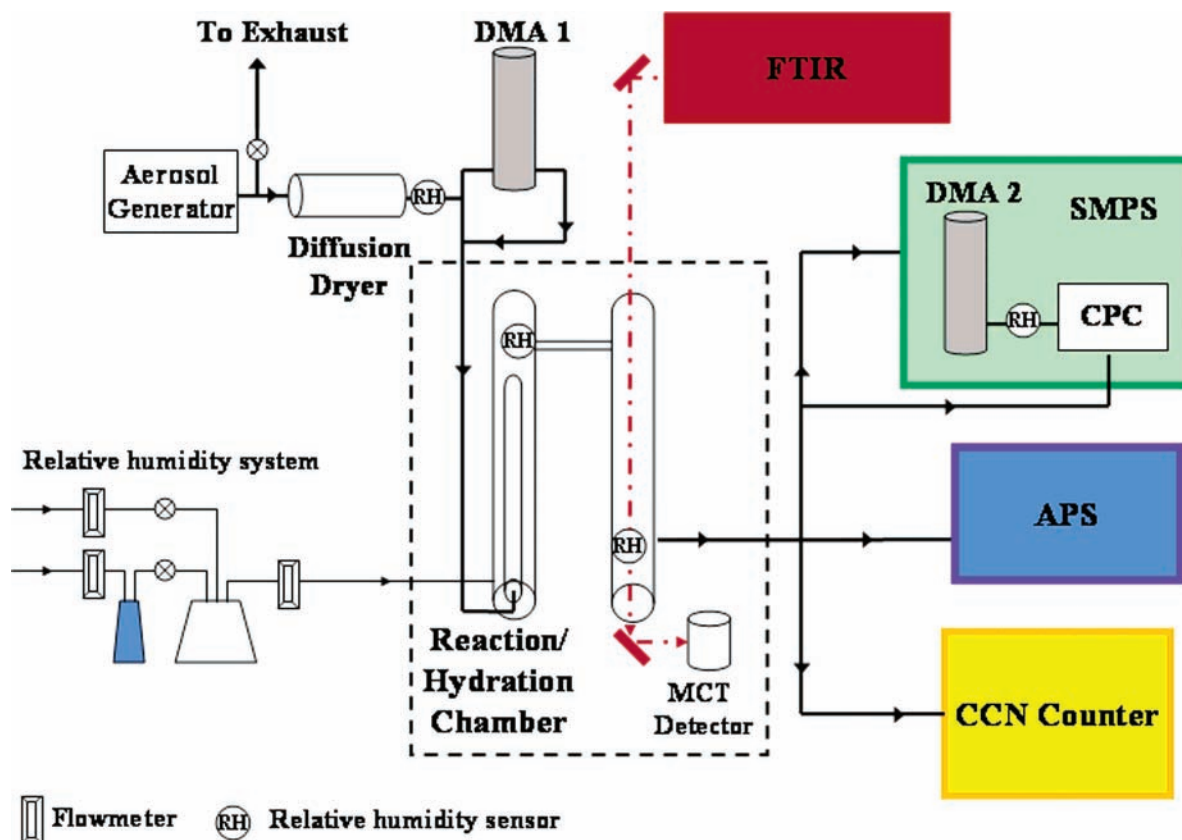 To Exhaust
DMA 1
FTIR
Aerosol
Generator
RH
Diffusion
Dryer
DMA 2
SMPS
RH
CPC
RH
Relative humidity system
APS
RH
Reaction/
Hydration
Chamber
MCT
Detector
CCN Counter
Flowmeter
RH Relative humidity sensor